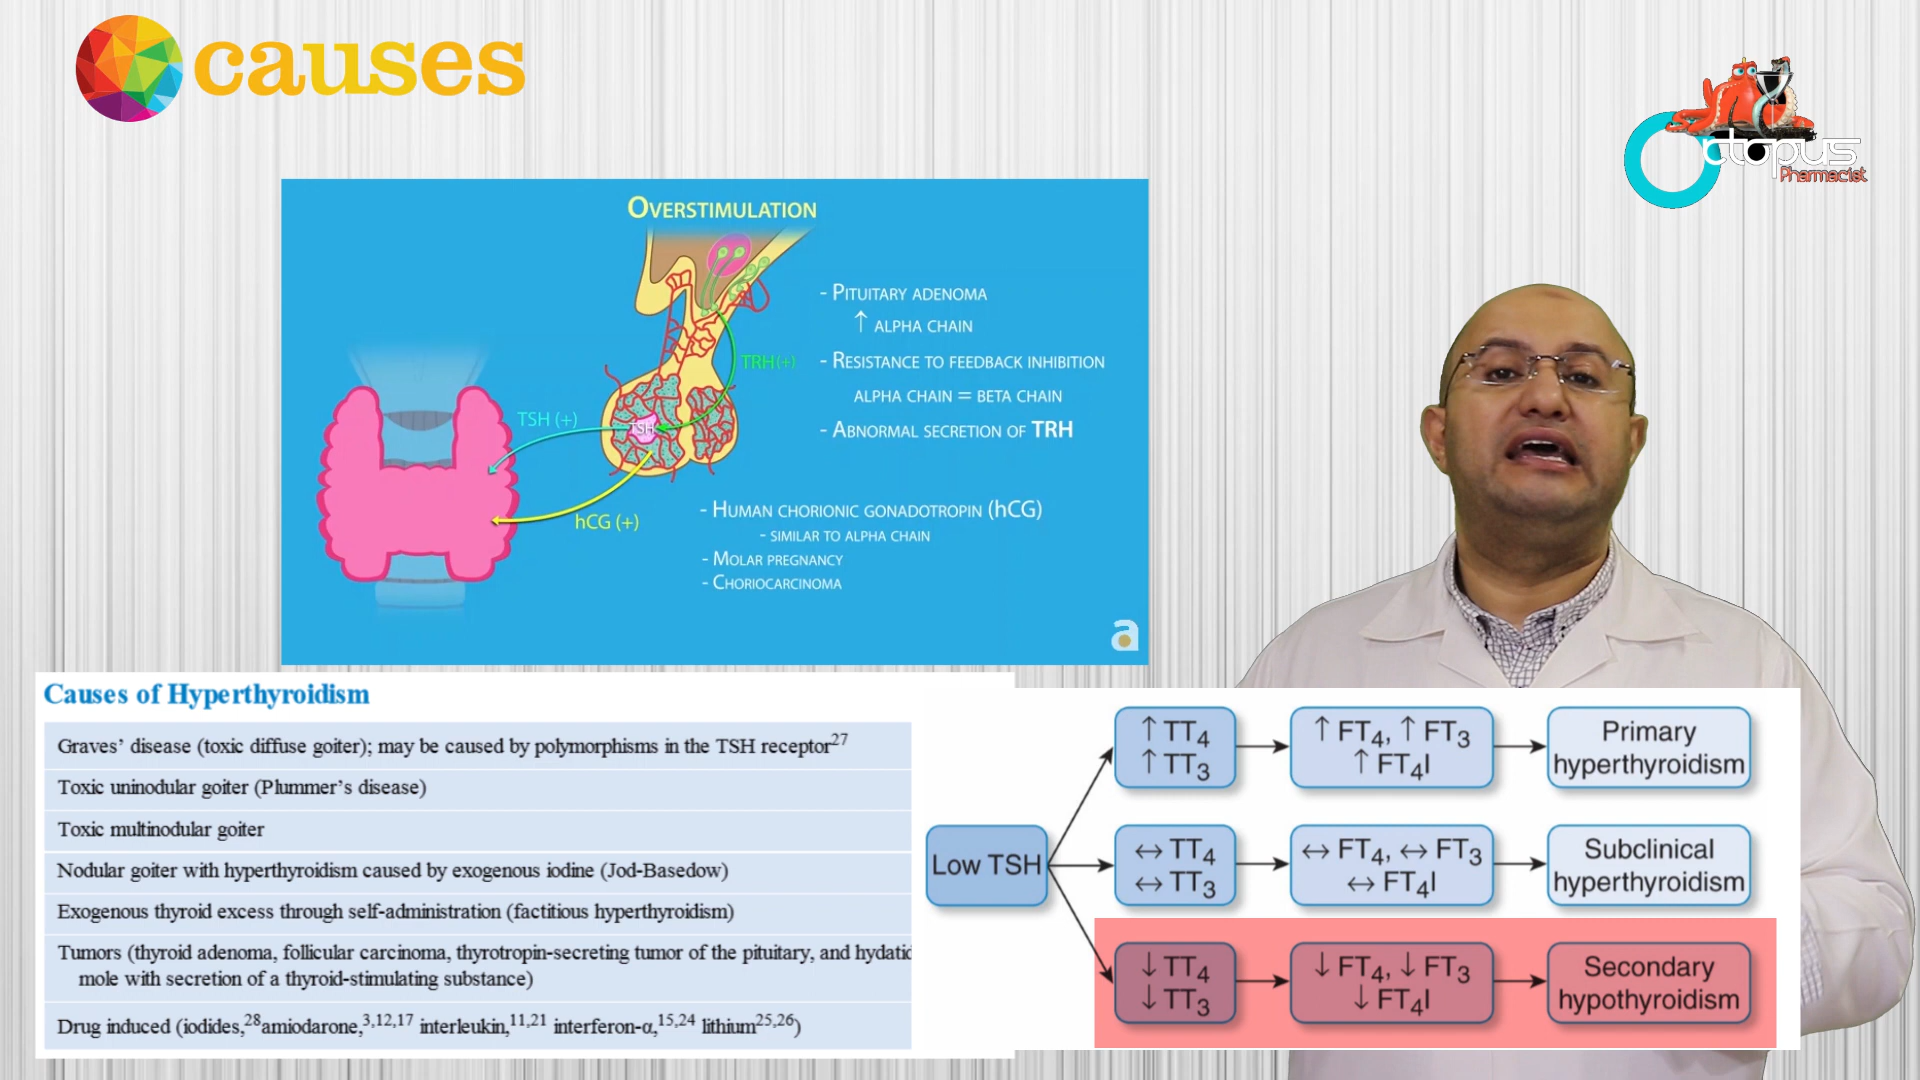 causes
Octopus
Pharmacist
OVERSTIMULATION
- PITUITARY ADENOMA
↑ ALPHA CHAIN
TRH (+)
- RESISTANCE TO FEEDBACK INHIBITION
ALPHA CHAIN = BETA CHAIN
TSH (+)
TSH
- ABNORMAL SECRETION OF TRH
- HUMAN CHORIONIC GONADOTROPIN (hCG)
hCG (+)
- SIMILAR TO ALPHA CHAIN
- MOLAR PREGNANCY
- CHORIOCARCINOMA
a
Causes of Hyperthyroidism
Graves’ disease (toxic diffuse goiter); may be caused by polymorphisms in the TSH receptor27
Toxic uninodular goiter (Plummer’s disease)
Toxic multinodular goiter
Nodular goiter with hyperthyroidism caused by exogenous iodine (Jod-Basedow)
Exogenous thyroid excess through self-administration (factitious hyperthyroidism)
Tumors (thyroid adenoma, follicular carcinoma, thyrotropin-secreting tumor of the pituitary, and hydatid
mole with secretion of a thyroid-stimulating substance)
Drug induced (iodides,28amiodarone,3,12,17 interleukin,11,21 interferon-α,15,24 lithium25,26)
Low TSH
↑ TT4
↑ TT3
↑ FT4, ↑ FT3
↑ FT4I
Primary
hyperthyroidism
↔ TT4
↔ TT3
↔ FT4, ↔ FT3
↔ FT4I
Subclinical
hyperthyroidism
↓ TT4
↓ TT3
↓ FT4, ↓ FT3
↓ FT4I
Secondary
hypothyroidism